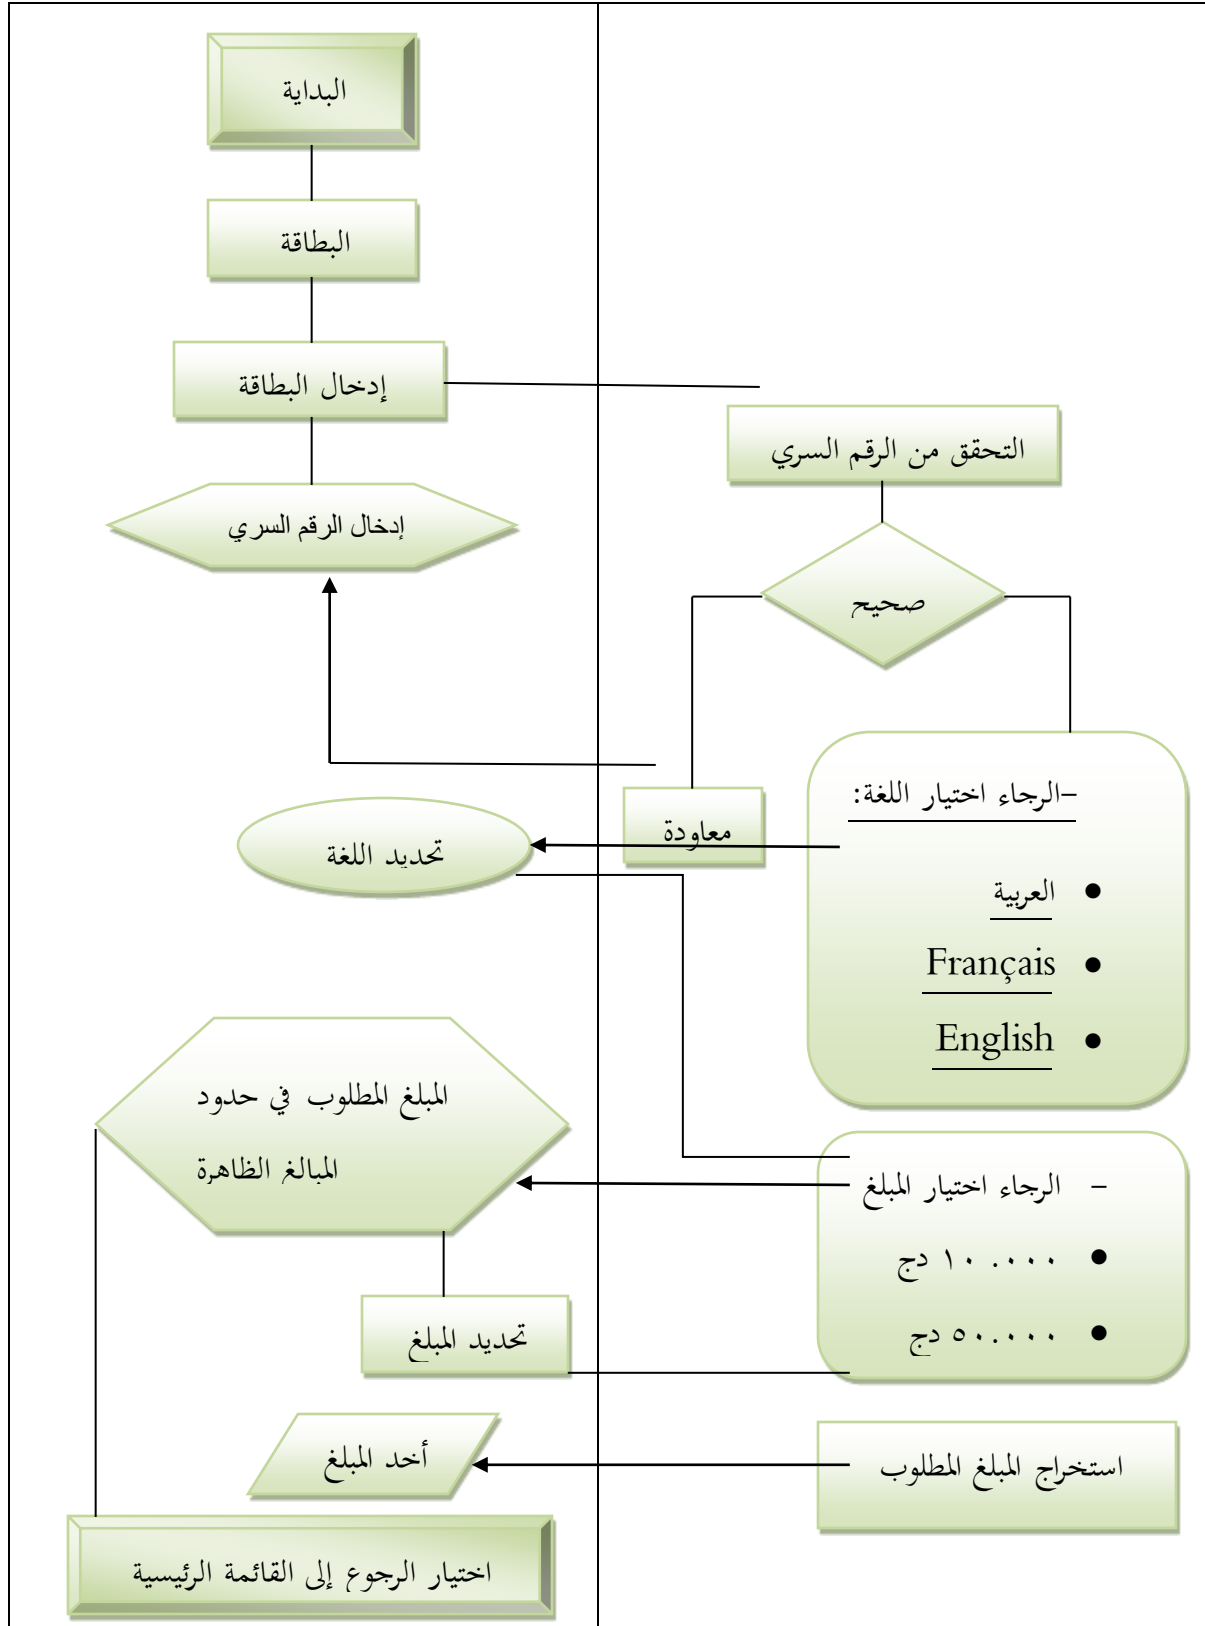 البداية
البطاقة
إدخال البطاقة
التحقق من الرقم السري
إدخال الرقم السري
صحيح
-الرجاء اختيار اللغة:
معاودة
تحديد اللغة
• العربية
• Français
• English
المبلغ المطلوب في حدود
المبالغ الظاهرة
- الرجاء اختيار المبلغ
• ١٠.٠٠٠ دج
• ٥٠.٠٠٠ دج
تحديد المبلغ
أخد المبلغ
استخراج المبلغ المطلوب
اختيار الرجوع إلى القائمة الرئيسية